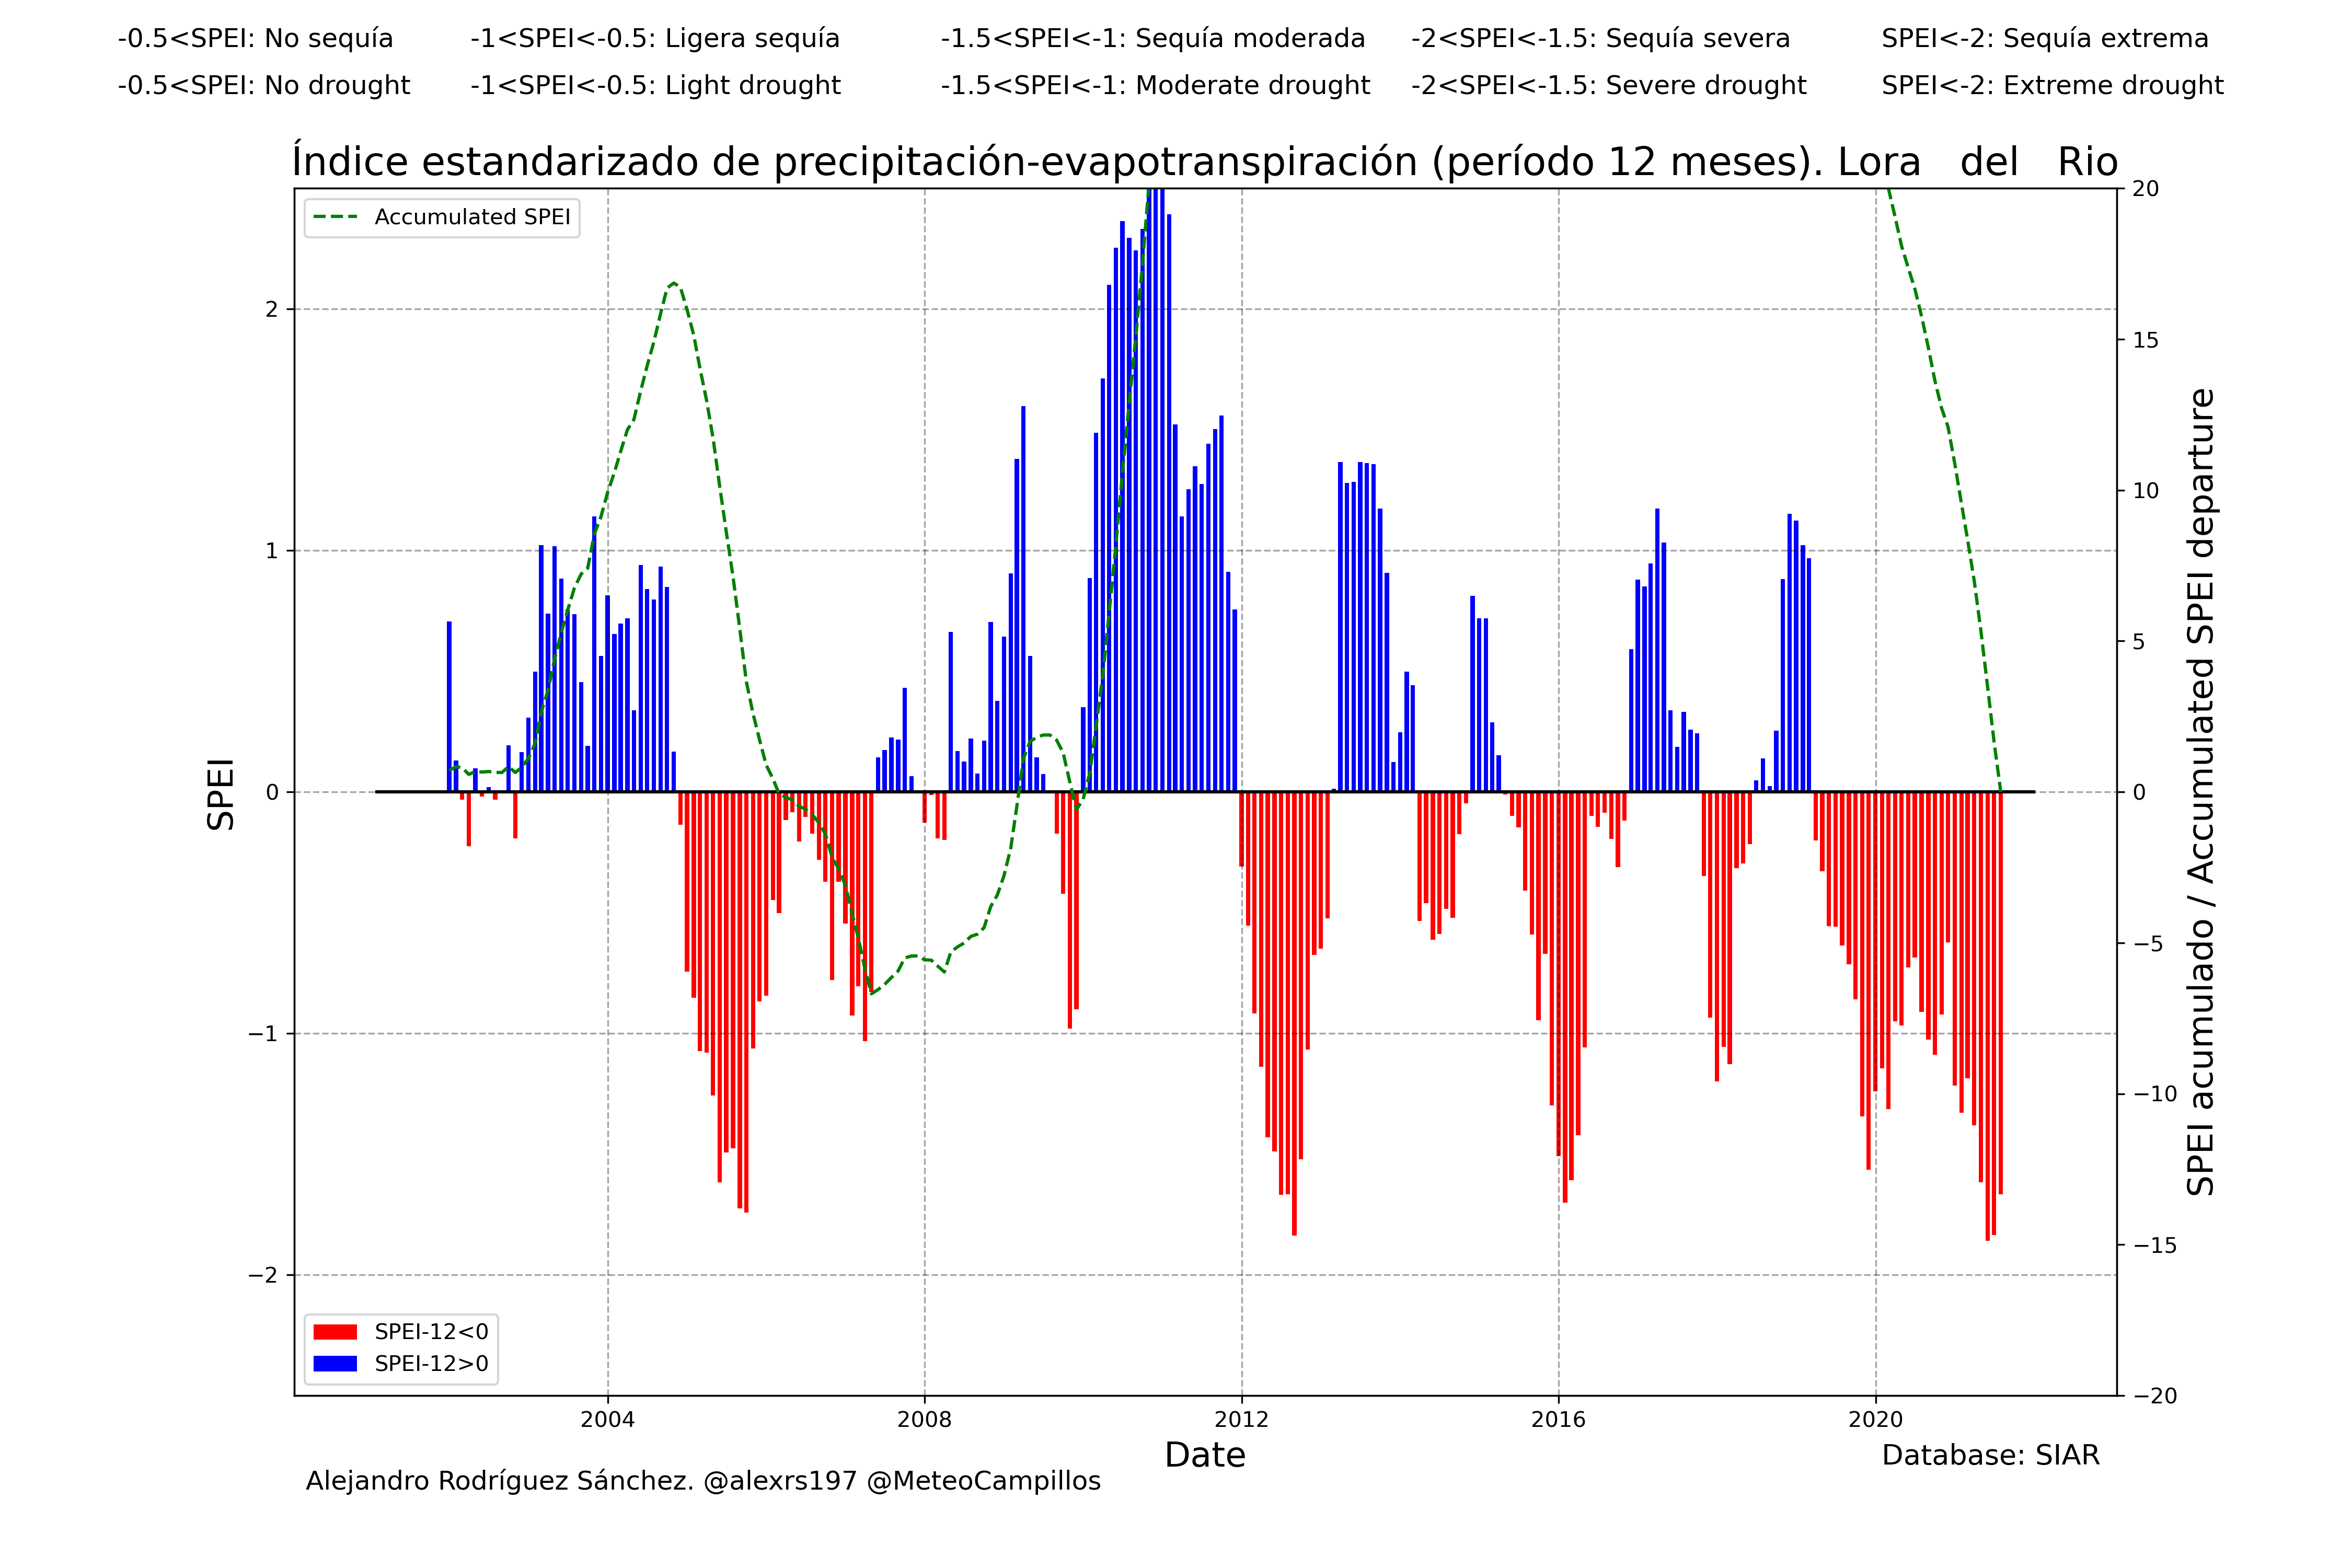 -0.5<SPEI: No sequía -1<SPEI<-0.5: Ligera sequía -1.5<SPEI<-1: Sequía moderada -2<SPEI<-1.5: Sequía severa SPEI<-2: Sequía extrema
-0.5<SPEI: No drought -1<SPEI<-0.5: Light drought -1.5<SPEI<-1: Moderate drought -2<SPEI<-1.5: Severe drought SPEI<-2: Extreme drought
Índice estandarizado de precipitación-evapotranspiración (período 12 meses). Lora del Rio
Accumulated SPEI
SPEI
2
1
0
−1
−2
20
15
10
5
0
−5
−10
−15
−20
SPEI acumulado / Accumulated SPEI departure
SPEI-12<0
SPEI-12>0
2004 2008 2012 2016 2020
Date
Database: SIAR
Alejandro Rodríguez Sánchez. @alexrs197 @MeteoCampillos